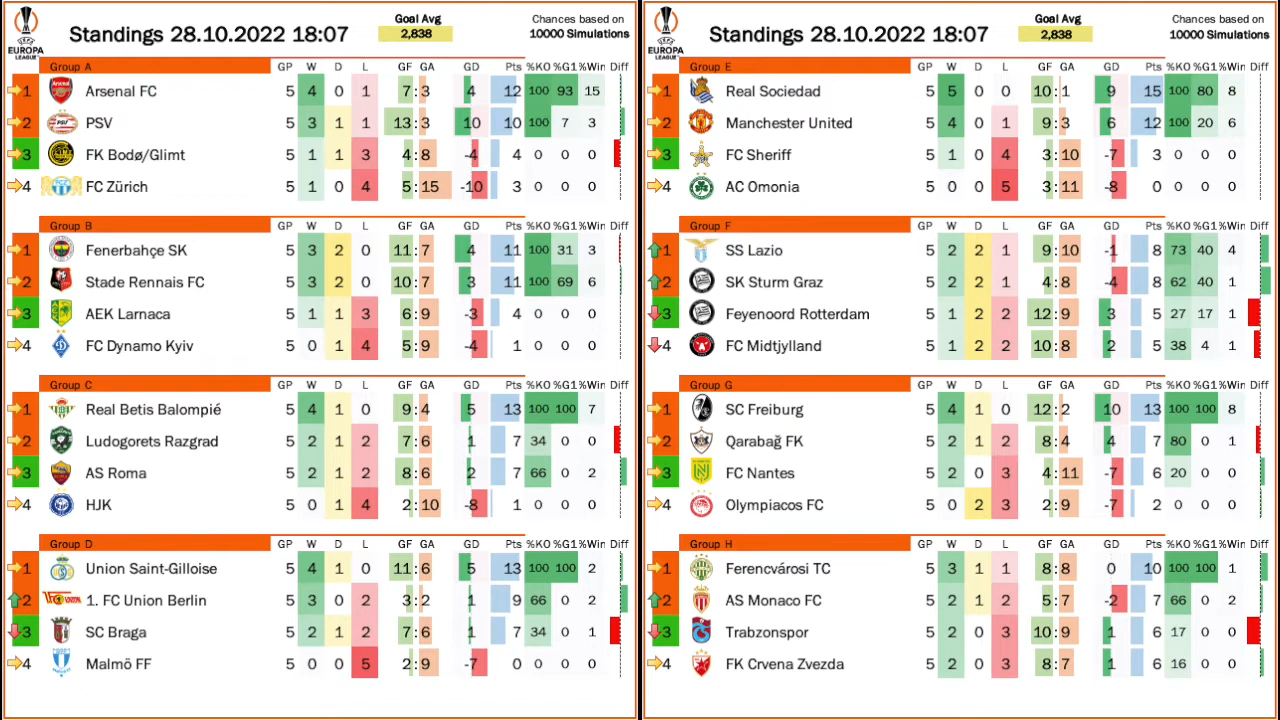 UEFA
EUROPA
LEAGUE
Standings 28.10.2022 18:07
Goal Avg
2,838
Chances based on
10000 Simulations
Group A GP W D L GF GA GD Pts %KO %G1 %Win Diff
1 Arsenal FC 5 4 0 1 7:3 4 12 100 93 15
2 PSV 5 3 1 1 13:3 10 10 100 7 3
3 FK Bodø/Glimt 5 1 1 3 4:8 -4 4 0 0 0
4 FC Zürich 5 1 0 4 5:15 -10 3 0 0 0
Group B GP W D L GF GA GD Pts %KO %G1 %Win Diff
1 Fenerbahçe SK 5 3 2 0 11:7 4 11 100 31 3
2 Stade Rennais FC 5 3 2 0 10:7 3 11 100 69 6
3 AEK Larnaca 5 1 1 3 6:9 -3 4 0 0 0
4 FC Dynamo Kyiv 5 0 1 4 5:9 -4 1 0 0 0
Group C GP W D L GF GA GD Pts %KO %G1 %Win Diff
1 Real Betis Balompié 5 4 1 0 9:4 5 13 100 100 7
2 Ludogorets Razgrad 5 2 1 2 7:6 1 7 34 0 0
3 AS Roma 5 2 1 2 8:6 2 7 66 0 2
4 HJK 5 0 1 4 2:10 -8 1 0 0 0
Group D GP W D L GF GA GD Pts %KO %G1 %Win Diff
1 Union Saint-Gilloise 5 4 1 0 11:6 5 13 100 100 2
2 1. FC Union Berlin 5 3 0 2 3:2 1 9 66 0 2
3 SC Braga 5 2 1 2 7:6 1 7 34 0 1
4 Malmö FF 5 0 0 5 2:9 -7 0 0 0 0
UEFA
EUROPA
LEAGUE
Standings 28.10.2022 18:07
Goal Avg
2,838
Chances based on
10000 Simulations
Group E GP W D L GF GA GD Pts %KO %G1 %Win Diff
1 Real Sociedad 5 5 0 0 10:1 9 15 100 80 8
2 Manchester United 5 4 0 1 9:3 6 12 100 20 6
3 FC Sheriff 5 1 0 4 3:10 -7 3 0 0 0
4 AC Omonia 5 0 0 5 3:11 -8 0 0 0 0
Group F GP W D L GF GA GD Pts %KO %G1 %Win Diff
1 SS Lazio 5 2 2 1 9:10 -1 8 73 40 4
2 SK Sturm Graz 5 2 2 1 4:8 -4 8 62 40 1
3 Feyenoord Rotterdam 5 1 2 2 12:9 3 5 27 17 1
4 FC Midtjylland 5 1 2 2 10:8 2 5 38 4 1
Group G GP W D L GF GA GD Pts %KO %G1 %Win Diff
1 SC Freiburg 5 4 1 0 12:2 10 13 100 100 8
2 Qarabağ FK 5 2 1 2 8:4 4 7 80 0 1
3 FC Nantes 5 2 0 3 4:11 -7 6 20 0 0
4 Olympiacos FC 5 0 2 3 2:9 -7 2 0 0 0
Group H GP W D L GF GA GD Pts %KO %G1 %Win Diff
1 Ferencvárosi TC 5 3 1 1 8:8 0 10 100 100 1
2 AS Monaco FC 5 2 1 2 5:7 -2 7 66 0 2
3 Trabzonspor 5 2 0 3 10:9 1 6 17 0 0
4 FK Crvena Zvezda 5 2 0 3 8:7 1 6 16 0 0